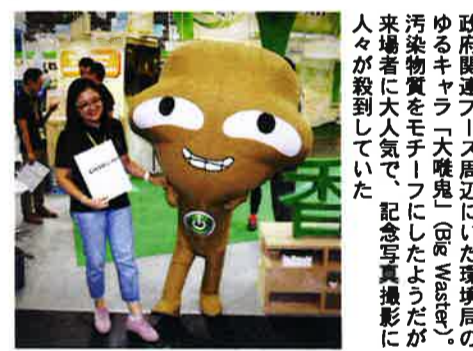 政府関連ブース周辺にいた環境局の
ゆるキャラ「大嘥鬼」(Big Waster)。
汚染物質をモチーフにしたようだが
来場者に大人気で、記念写真撮影に
人々が殺到していた
香